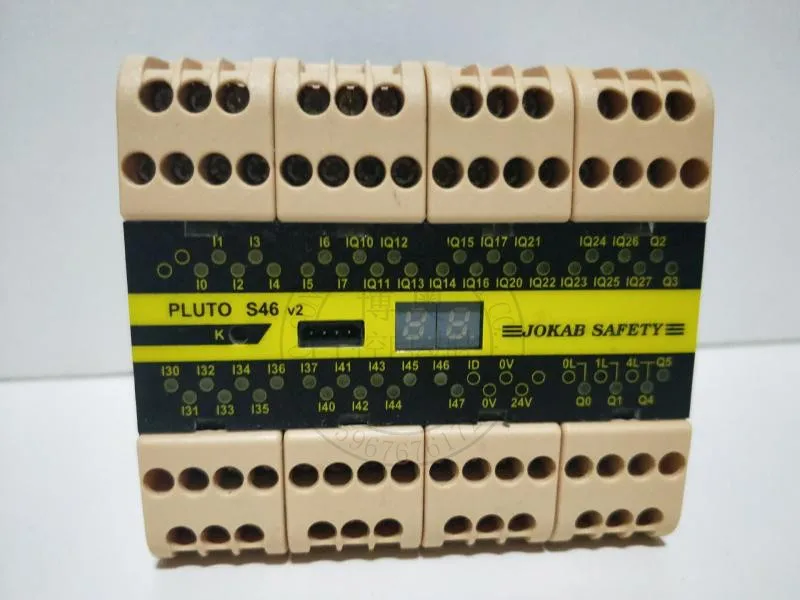 I1 I3 I6 IQ10 IQ12 IQ15 IQ17 IQ21 IQ24 IQ26 Q2
I0 I2 I4 I5 I7 IQ11 IQ13 IQ14 IQ16 IQ20 IQ22 IQ23 IQ25 IQ27 Q3
PLUTO S46 v2
K
JOKAB SAFETY
I30 I32 I34 I36 I37 I41 I43 I45 I46 ID 0V 0L 1L 4L Q5
I31 I33 I35 I40 I42 I44 I47 0V 24V Q0 Q1 Q4